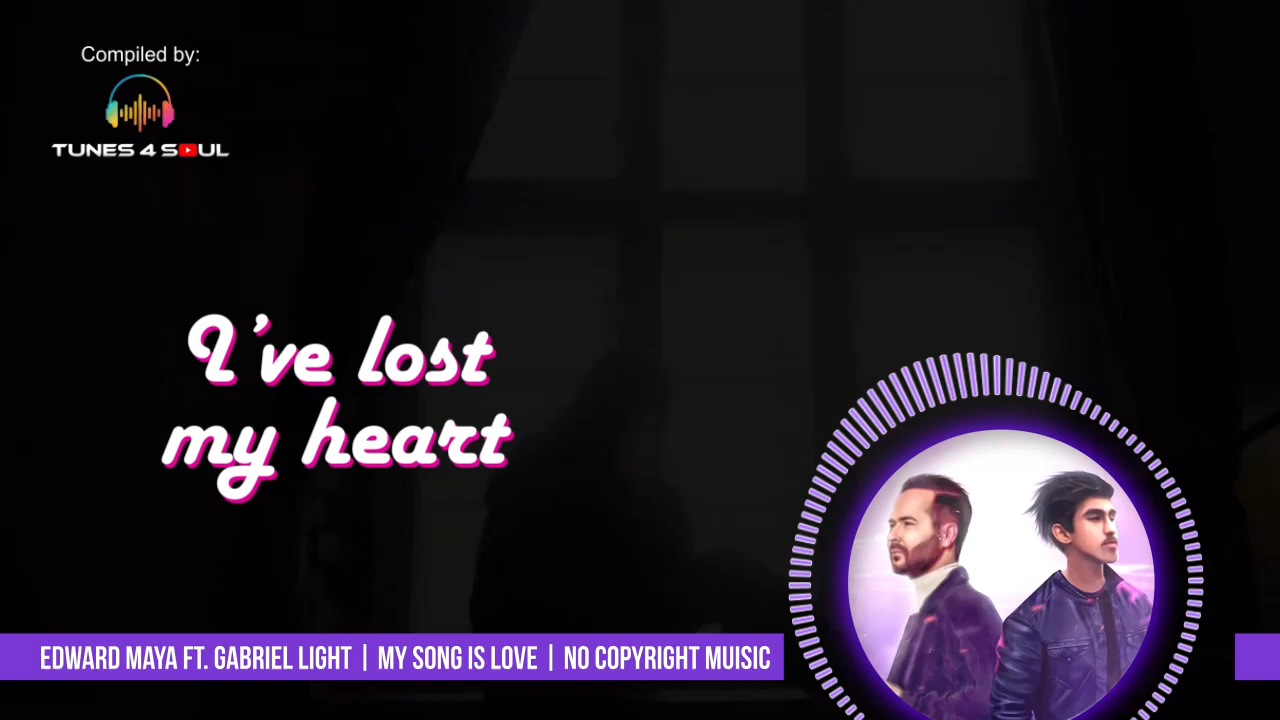 Compiled by:
TUNES 4 SOUL
I've lost
my heart
EDWARD MAYA FT. GABRIEL LIGHT | MY SONG IS LOVE | NO COPYRIGHT MUISIC